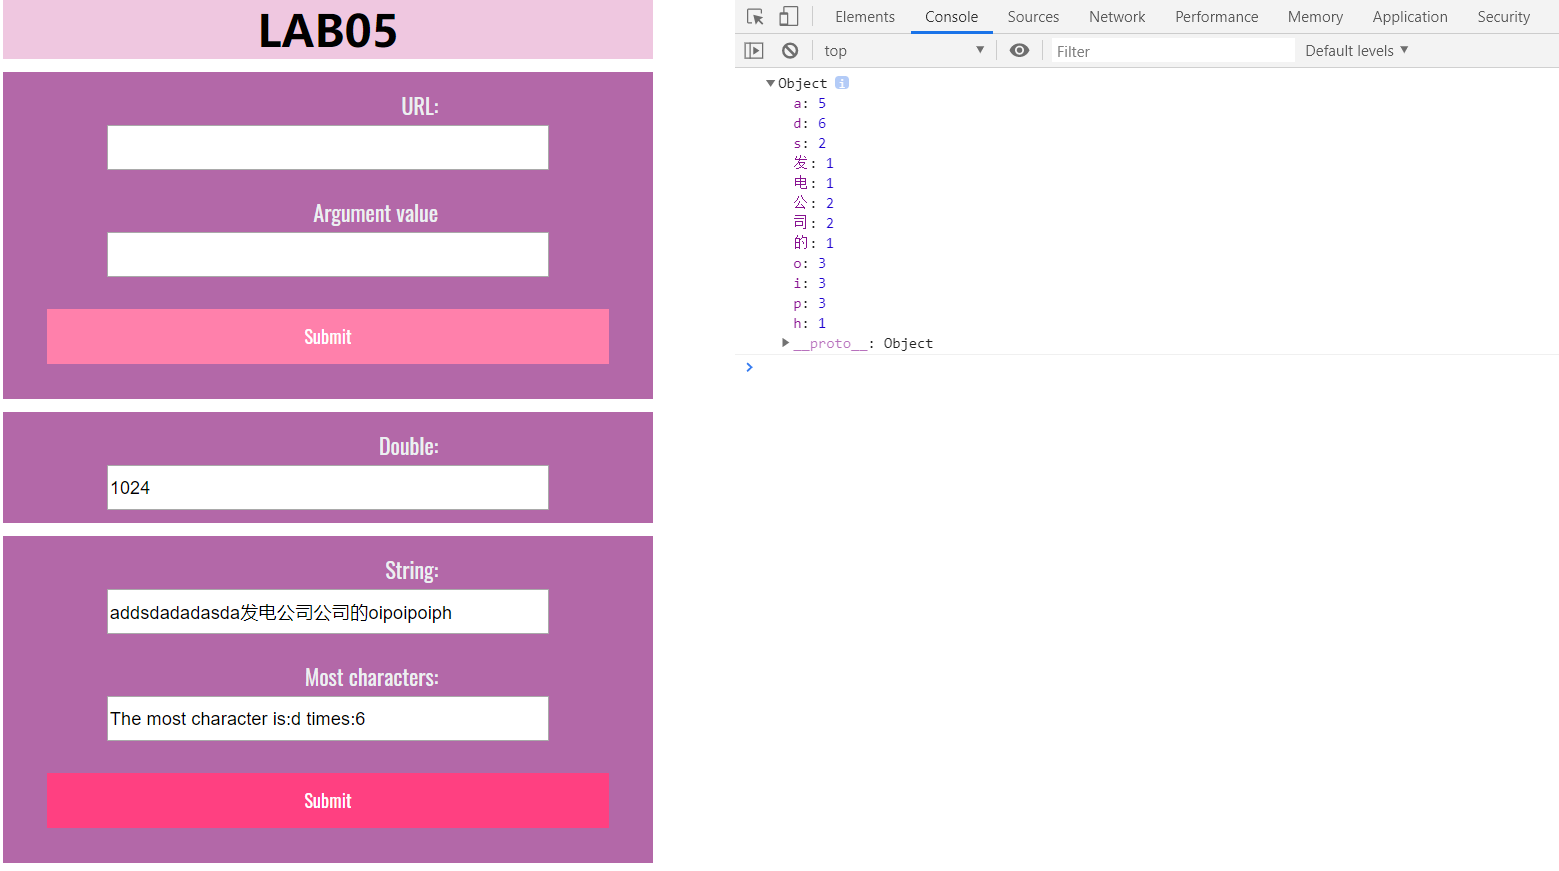 LAB05
URL:
Argument value
Submit
Double:
1024
String:
addsdadadasda发电公司公司的oipoipoiph
Most characters:
The most character is:d times:6
Submit
Elements Console Sources Network Performance Memory Application Security
top Filter Default levels
Object i
a: 5
d: 6
s: 2
发: 1
电: 1
公: 2
司: 2
的: 1
o: 3
i: 3
p: 3
h: 1
__proto__: Object